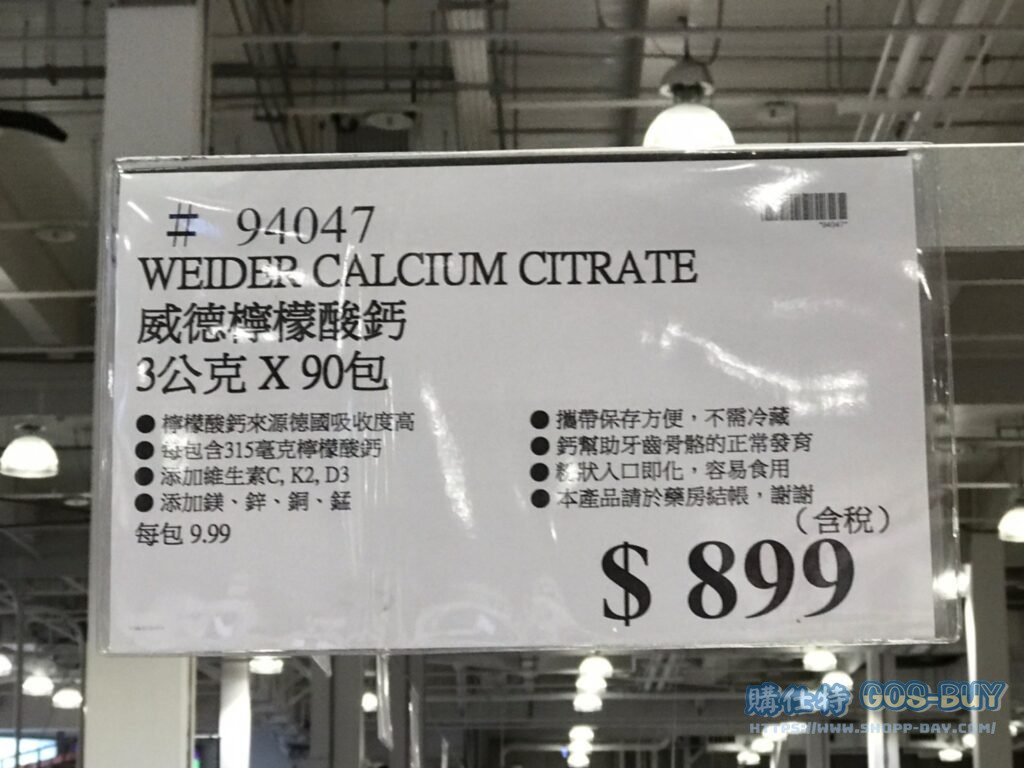 # 94047
*94047*
WEIDER CALCIUM CITRATE
威德檸檬酸鈣
3公克 X 90包
● 檸檬酸鈣來源德國吸收度高
● 每包含315毫克檸檬酸鈣
● 添加維生素C, K2, D3
● 添加鎂、鋅、銅、錳
每包 9.99
● 攜帶保存方便，不需冷藏
● 鈣幫助牙齒骨骼的正常發育
● 粉狀入口即化，容易食用
● 本產品請於藥房結帳，謝謝
（含稅）
$ 899
購仕特 GOS-BUY
HTTPS://WWW.SHOPP-DAY.COM/